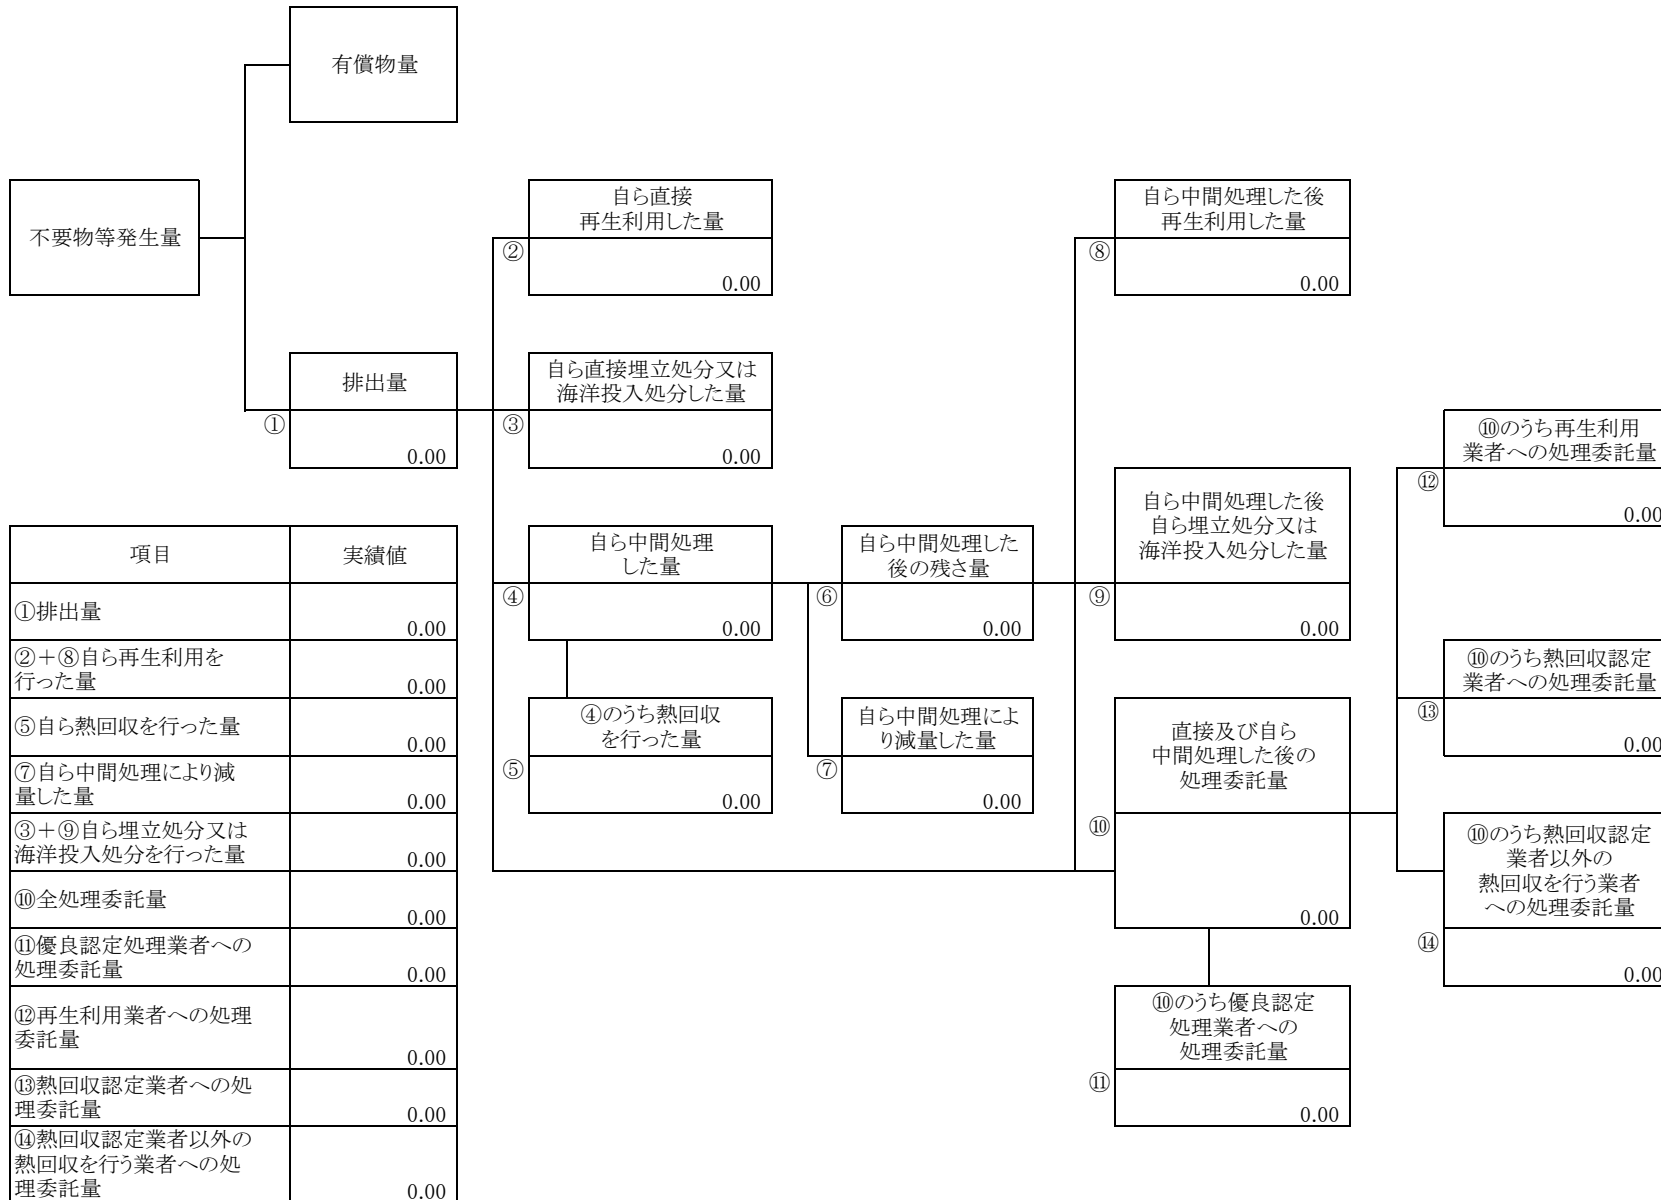 有償物量
不要物等発生量
自ら直接
再生利用した量
②
0.00
自ら中間処理した後
再生利用した量
⑧
0.00
排出量
①
0.00
自ら直接埋立処分又は
海洋投入処分した量
③
0.00
⑩のうち再生利用
業者への処理委託量
⑫
0.00
自ら中間処理
した量
④
0.00
自ら中間処理した
後の残さ量
⑥
0.00
自ら中間処理した後
自ら埋立処分又は
海洋投入処分した量
⑨
0.00
⑩のうち熱回収認定
業者への処理委託量
⑬
0.00
④のうち熱回収
を行った量
⑤
0.00
自ら中間処理によ
り減量した量
⑦
0.00
直接及び自ら
中間処理した後の
処理委託量
⑩
0.00
⑩のうち熱回収認定
業者以外の
熱回収を行う業者
への処理委託量
⑭
0.00
⑩のうち優良認定
処理業者への
処理委託量
⑪
0.00
項目 実績値
①排出量
0.00
②+⑧自ら再生利用を
行った量
0.00
⑤自ら熱回収を行った量
0.00
⑦自ら中間処理により減
量した量
0.00
③+⑨自ら埋立処分又は
海洋投入処分を行った量
0.00
⑩全処理委託量
0.00
⑪優良認定処理業者への
処理委託量
0.00
⑫再生利用業者への処理
委託量
0.00
⑬熱回収認定業者への処
理委託量
0.00
⑭熱回収認定業者以外の
熱回収を行う業者への処
理委託量
0.00